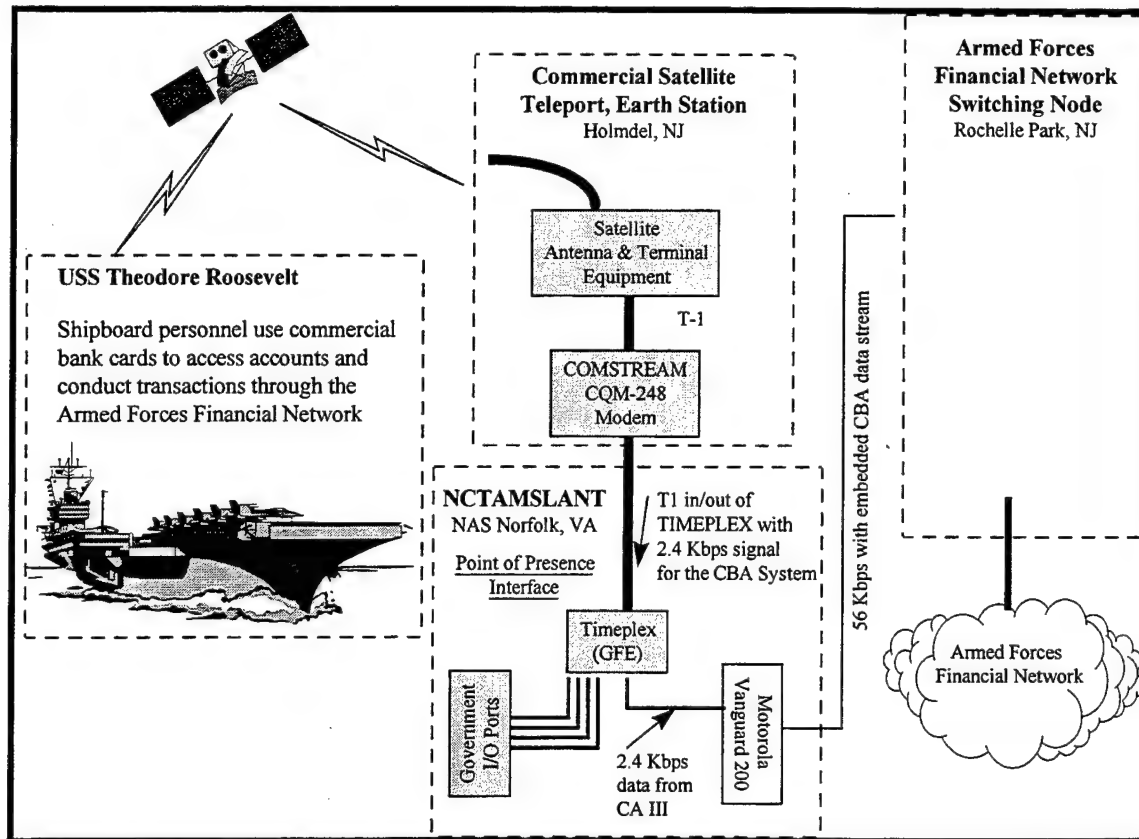 Commercial Satellite
Teleport, Earth Station
Holmdel, NJ
Armed Forces
Financial Network
Switching Node
Rochelle Park, NJ
Satellite
Antenna & Terminal
Equipment
T-1
COMSTREAM
CQM-248
Modem
USS Theodore Roosevelt
Shipboard personnel use commercial
bank cards to access accounts and
conduct transactions through the
Armed Forces Financial Network
NCTAMSLANT
NAS Norfolk, VA
Point of Presence
Interface
T1 in/out of
TIMEPLEX with
2.4 Kbps signal
for the CBA System
Timeplex
(GFE)
Government
I/O Ports
2.4 Kbps
data from
CA III
Motorola
Vanguard 200
56 Kbps with embedded CBA data stream
Armed Forces
Financial Network